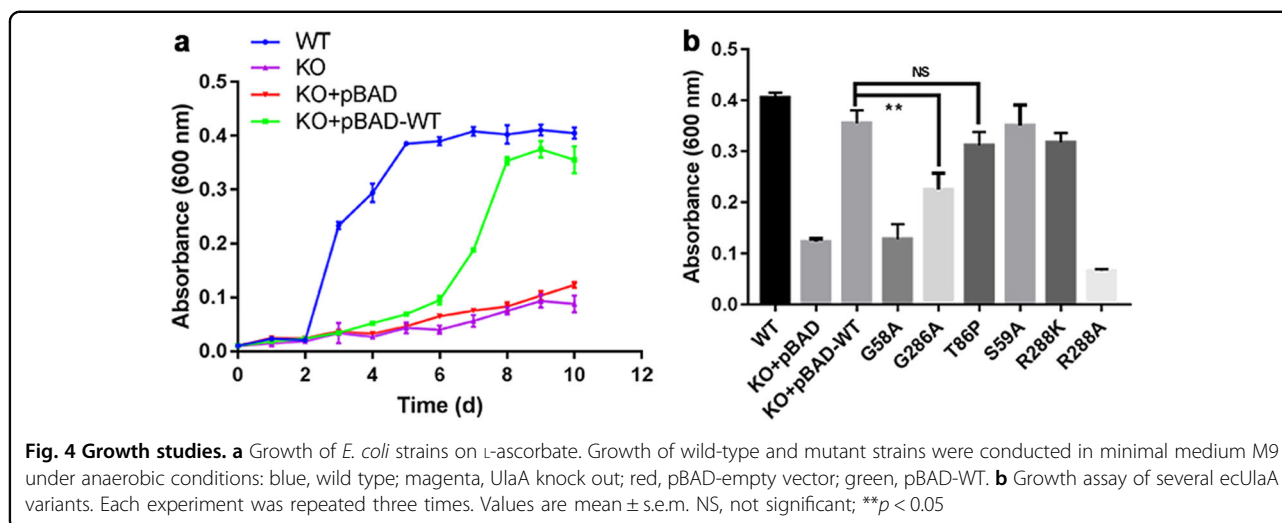 a
WT
KO
KO+pBAD
KO+pBAD-WT
Absorbance (600 nm)
0.5
0.4
0.3
0.2
0.1
0.0
0 2 4 6 8 10 12
Time (d)
b
Absorbance (600 nm)
0.5
0.4
0.3
0.2
0.1
0.0
NS
**
WT
KO+pBAD
KO+pBAD-WT
G58A
G286A
T86P
S59A
R288K
R288A
Fig. 4 Growth studies. a Growth of E. coli strains on L-ascorbate. Growth of wild-type and mutant strains were conducted in minimal medium M9
under anaerobic conditions: blue, wild type; magenta, UlaA knock out; red, pBAD-empty vector; green, pBAD-WT. b Growth assay of several ecUlaA
variants. Each experiment was repeated three times. Values are mean ± s.e.m. NS, not significant; **p < 0.05